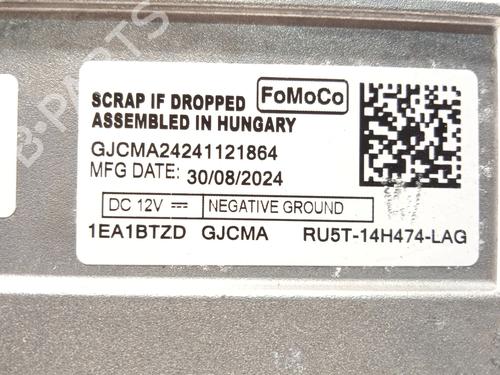 B-PARTS
SCRAP IF DROPPED
ASSEMBLED IN HUNGARY
FoMoCo
GJCMA24241121864
MFG DATE: 30/08/2024
DC 12V ⎓ NEGATIVE GROUND
1EA1BTZD GJCMA RU5T-14H474-LAG